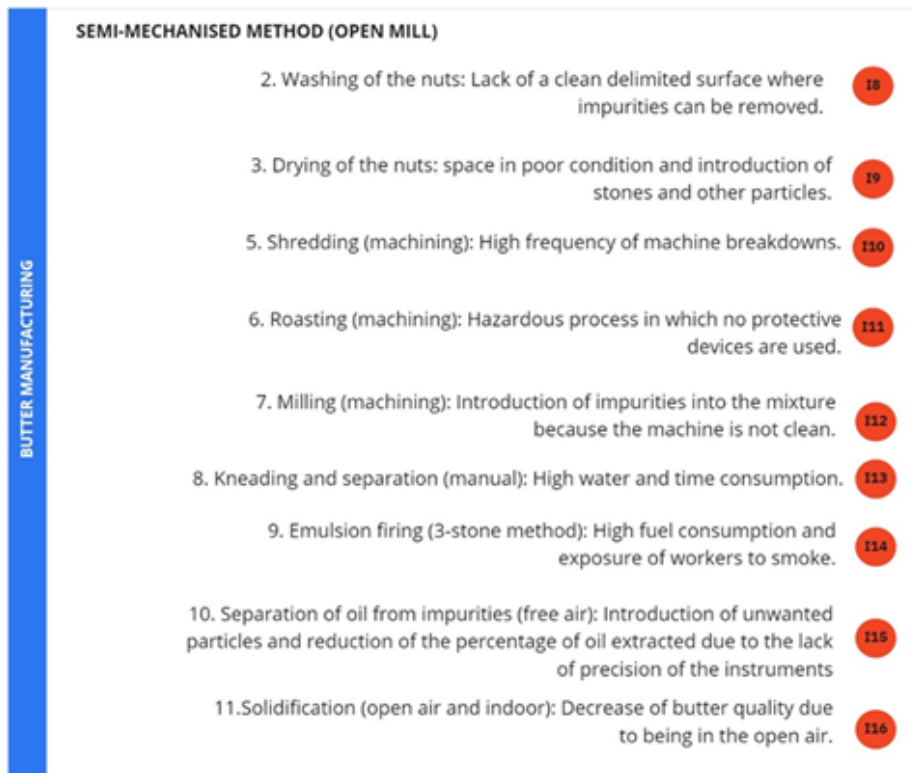 SEMI-MECHANISED METHOD (OPEN MILL)
2. Washing of the nuts: Lack of a clean delimited surface where
impurities can be removed.
I8
3. Drying of the nuts: space in poor condition and introduction of
stones and other particles.
I9
5. Shredding (machining): High frequency of machine breakdowns.
I10
6. Roasting (machining): Hazardous process in which no protective
devices are used.
I11
7. Milling (machining): Introduction of impurities into the mixture
because the machine is not clean.
I12
8. Kneading and separation (manual): High water and time consumption.
I13
9. Emulsion firing (3-stone method): High fuel consumption and
exposure of workers to smoke.
I14
10. Separation of oil from impurities (free air): Introduction of unwanted
particles and reduction of the percentage of oil extracted due to the lack
of precision of the instruments
I15
11.Solidification (open air and indoor): Decrease of butter quality due
to being in the open air.
I16
BUTTER MANUFACTURING